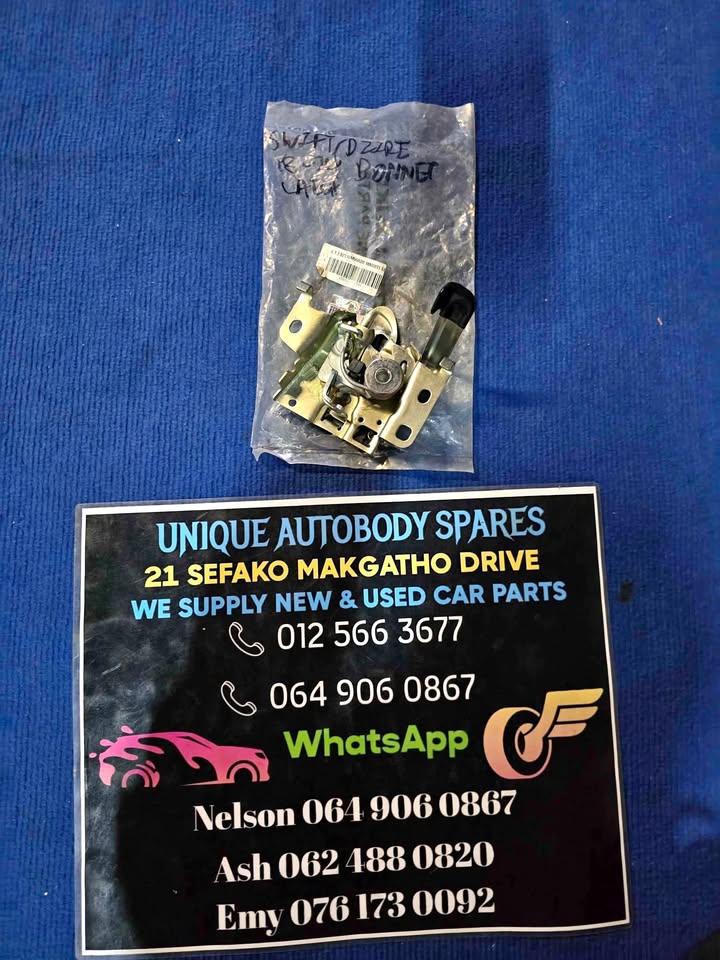 SWIFT/DZIRE
BONNET
UNIQUE AUTOBODY SPARES
21 SEFAKO MAKGATHO DRIVE
WE SUPPLY NEW & USED CAR PARTS
012 566 3677
064 906 0867
WhatsApp
Nelson 064 906 0867
Ash 062 488 0820
Emy 076 173 0092